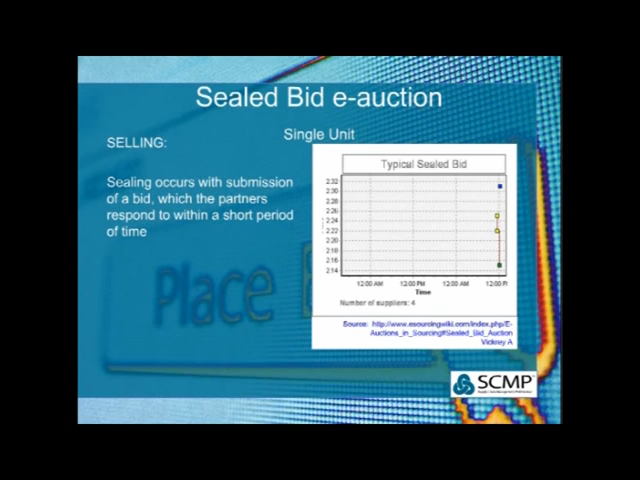 Sealed Bid e-auction
Single Unit
SELLING:
Sealing occurs with submission
of a bid, which the partners
respond to within a short period
of time
Typical Sealed Bid
2.32
2.30
2.28
2.26
2.24
2.22
2.20
2.18
2.16
2.14
12:00 AM 12:00 PM 12:00 AM 12:00 P
Time
Number of suppliers: 4
Source: http://www.esourcingwiki.com/index.php/E-
Auctions_in_Sourcing#Sealed_Bid_Auction
Vickrey A
Place
SCMP